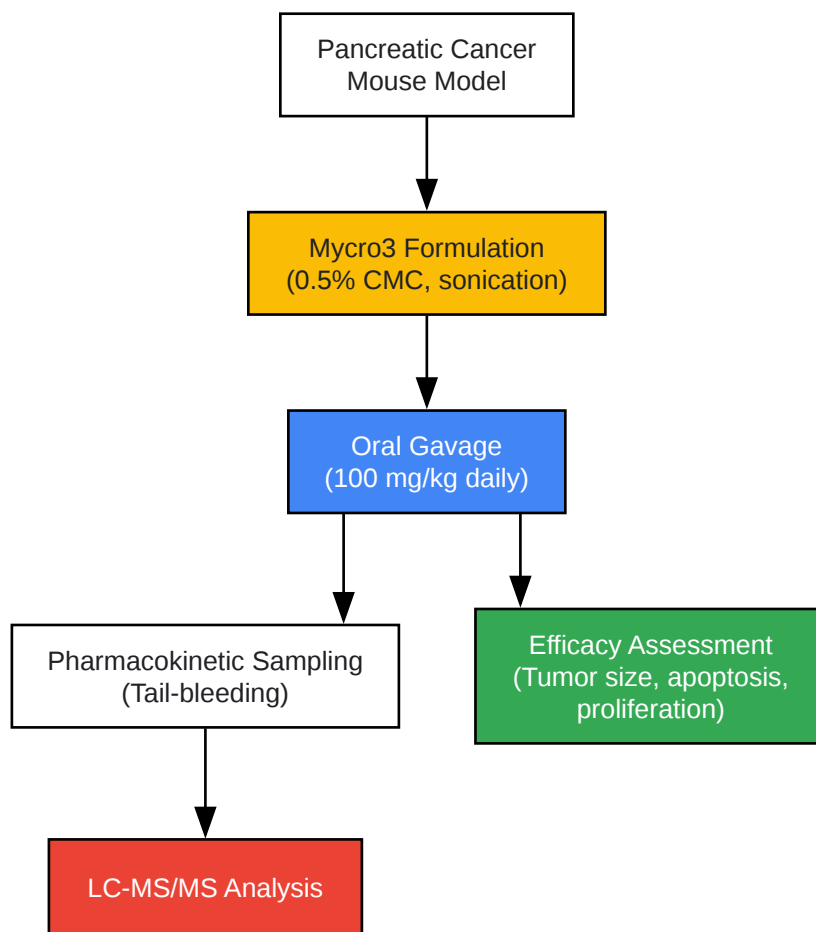 Pancreatic Cancer
Mouse Model
Mycro3 Formulation
(0.5% CMC, sonication)
Oral Gavage
(100 mg/kg daily)
Pharmacokinetic Sampling
(Tail-bleeding)
Efficacy Assessment
(Tumor size, apoptosis,
proliferation)
LC-MS/MS Analysis